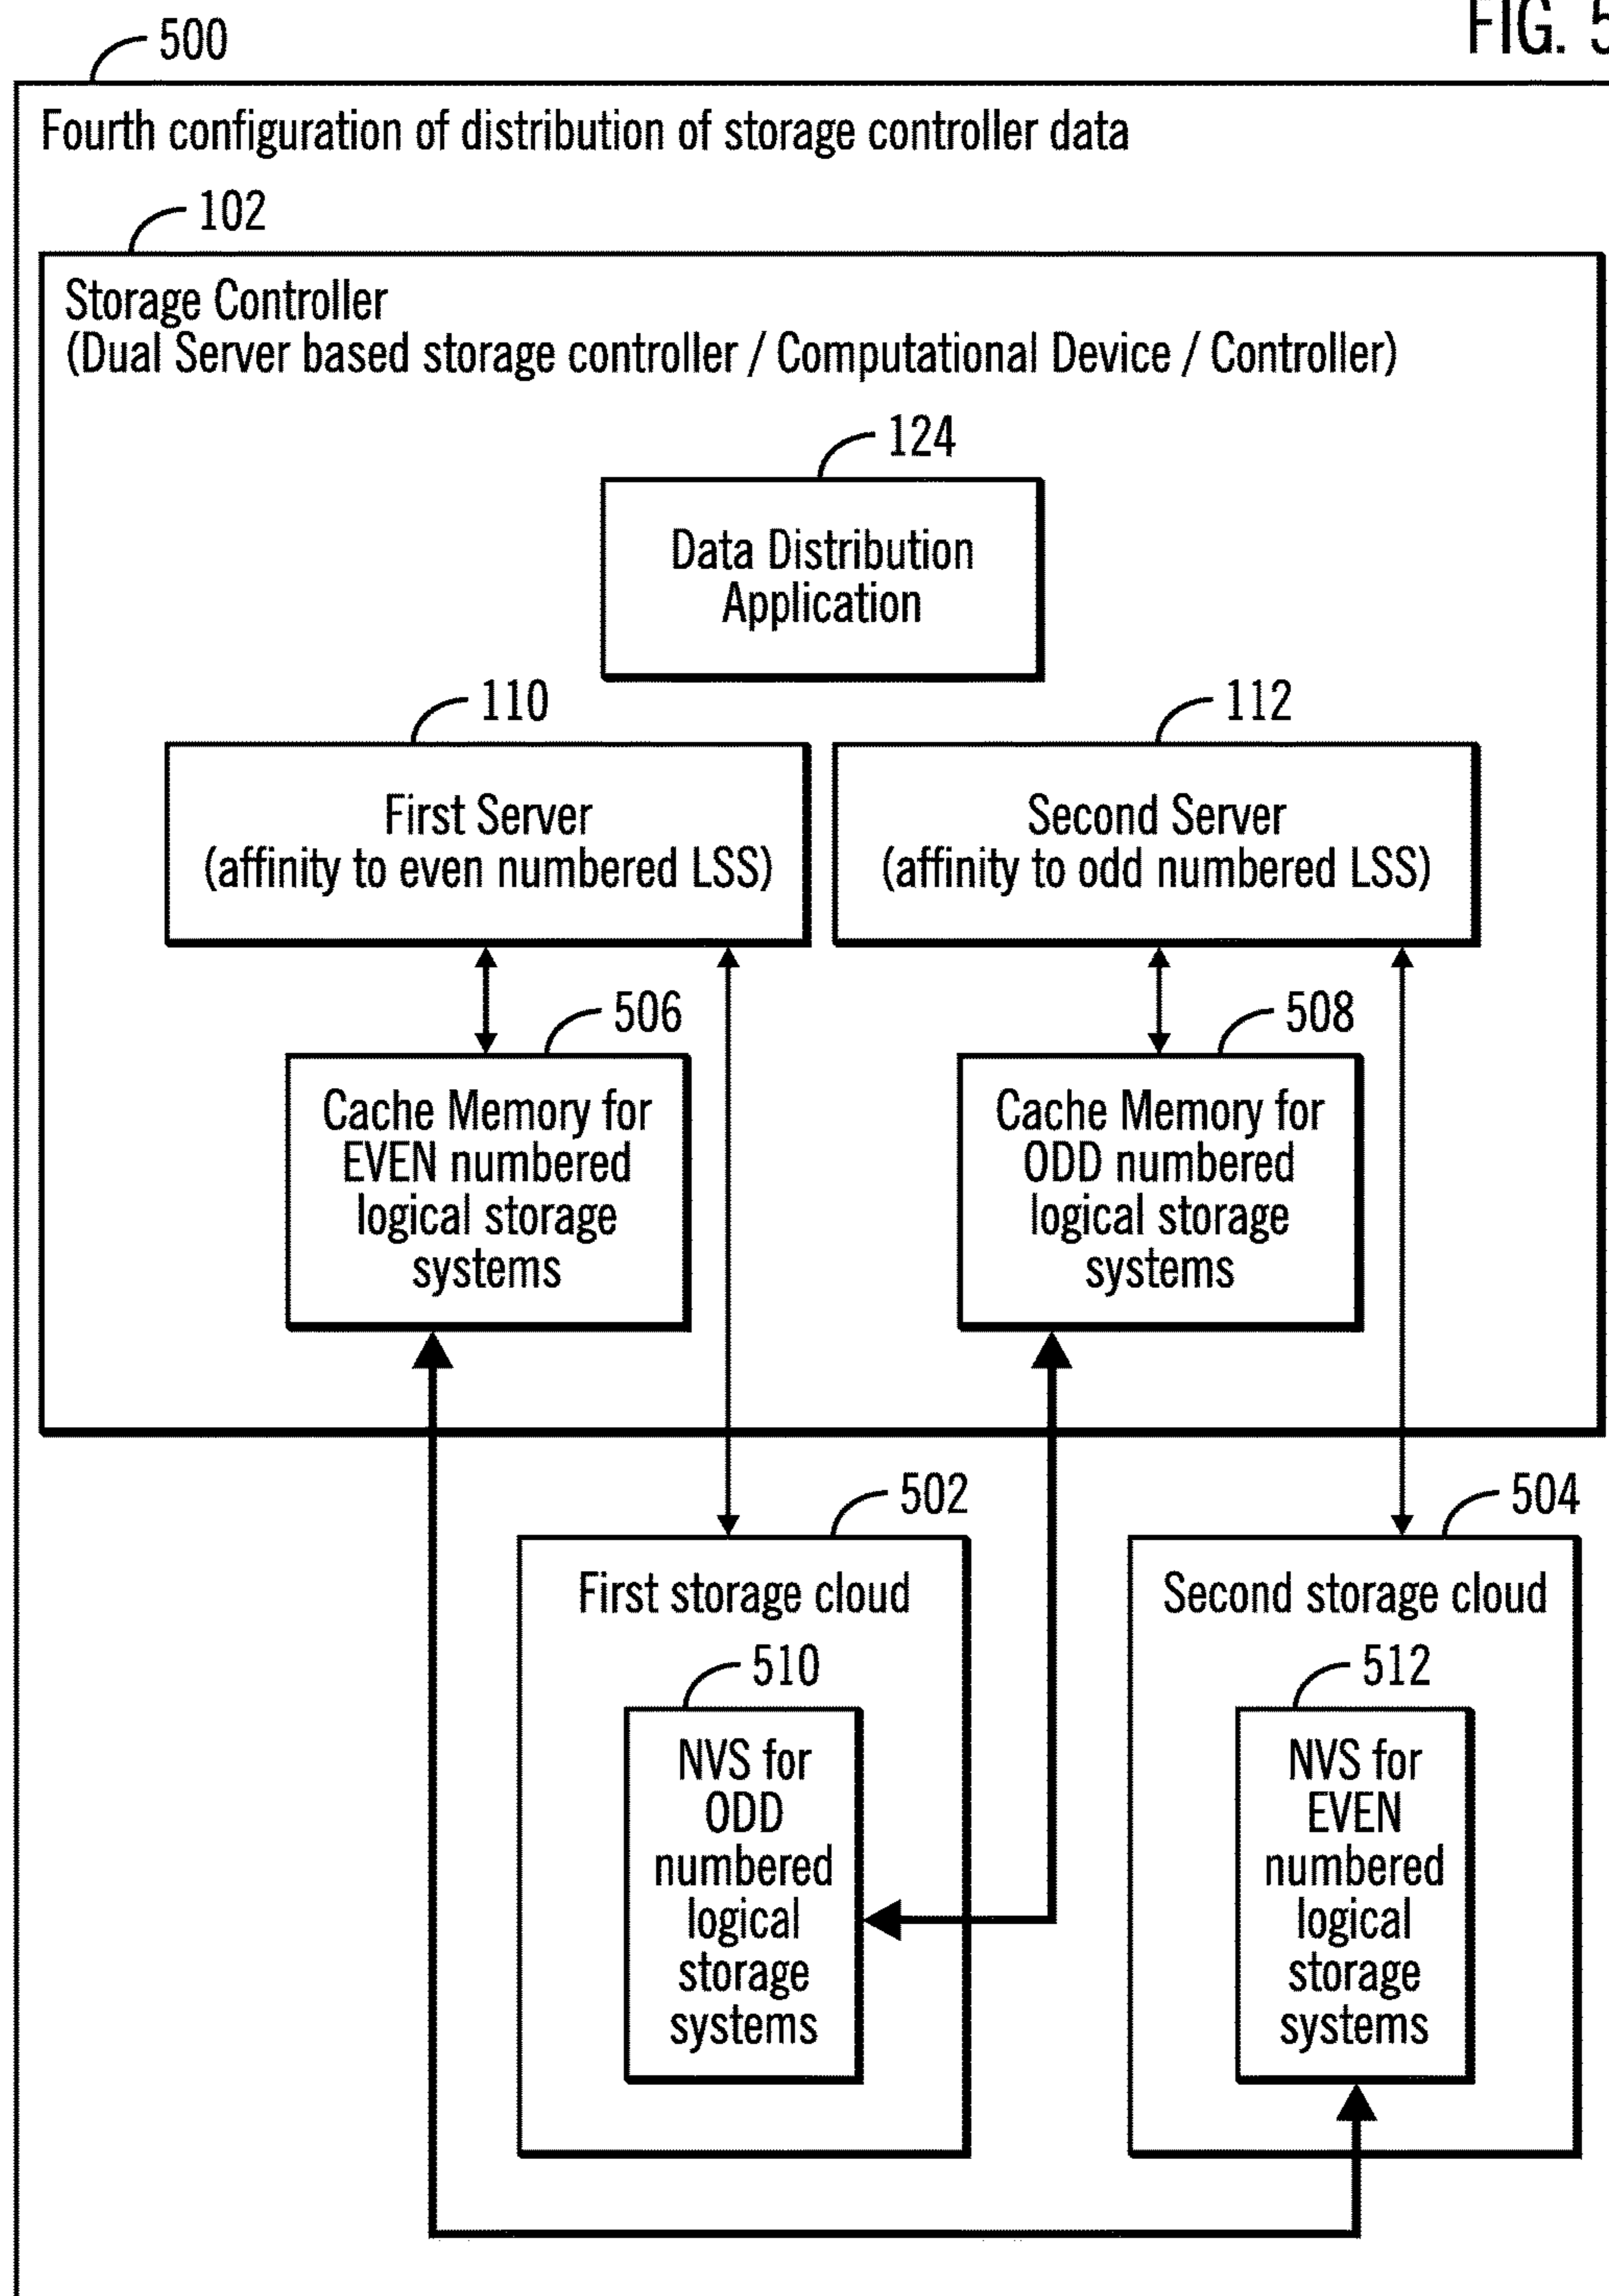 FIG. 5
500
Fourth configuration of distribution of storage controller data
102
Storage Controller
(Dual Server based storage controller / Computational Device / Controller)
124
Data Distribution
Application
110
First Server
(affinity to even numbered LSS)
112
Second Server
(affinity to odd numbered LSS)
506
Cache Memory for
EVEN numbered
logical storage
systems
508
Cache Memory for
ODD numbered
logical storage
systems
502
First storage cloud
510
NVS for
ODD
numbered
logical
storage
systems
504
Second storage cloud
512
NVS for
EVEN
numbered
logical
storage
systems